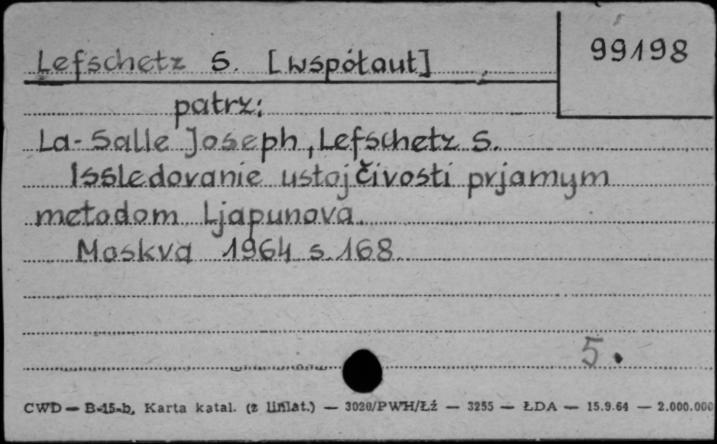 Lefschetz S. [współaut]
99198
patrz:
La-Salle Joseph, Lefschetz S.
Issledovanie ustojčivosti prjamym
metodom Ljapunova.
Moskva 1964 s. 168
5.
CWD — B-15-b, Karta katal. (z liniat.) — 3020/PWH/Łź — 3255 — ŁDA — 15.9.64 — 2.000.000